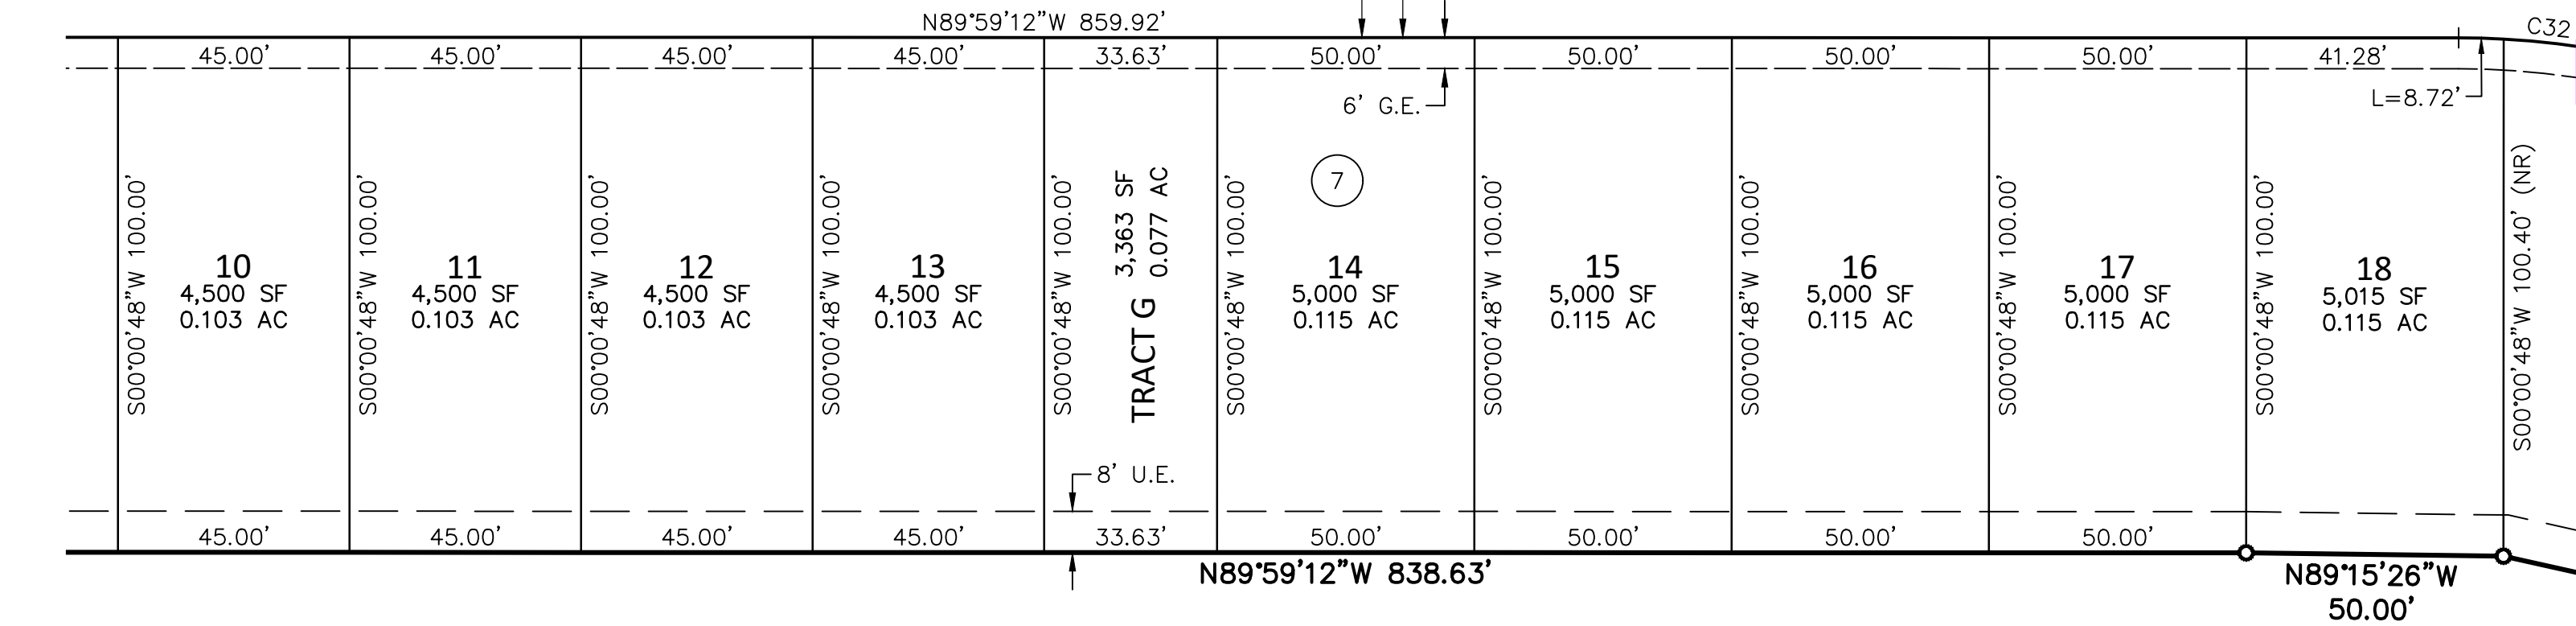 N89°59'12"W 859.92'
C32
45.00'
45.00'
45.00'
45.00'
33.63'
50.00'
50.00'
50.00'
50.00'
41.28'
6' G.E.
L=8.72'
7
S00°00'48"W 100.00'
10
4,500 SF
0.103 AC
S00°00'48"W 100.00'
11
4,500 SF
0.103 AC
S00°00'48"W 100.00'
12
4,500 SF
0.103 AC
S00°00'48"W 100.00'
13
4,500 SF
0.103 AC
S00°00'48"W 100.00'
TRACT G
3,363 SF
0.077 AC
S00°00'48"W 100.00'
14
5,000 SF
0.115 AC
S00°00'48"W 100.00'
15
5,000 SF
0.115 AC
S00°00'48"W 100.00'
16
5,000 SF
0.115 AC
S00°00'48"W 100.00'
17
5,000 SF
0.115 AC
S00°00'48"W 100.00'
18
5,015 SF
0.115 AC
S00°00'48"W 100.40' (NR)
8' U.E.
45.00'
45.00'
45.00'
45.00'
33.63'
50.00'
50.00'
50.00'
50.00'
N89°59'12"W 838.63'
N89°15'26"W
50.00'